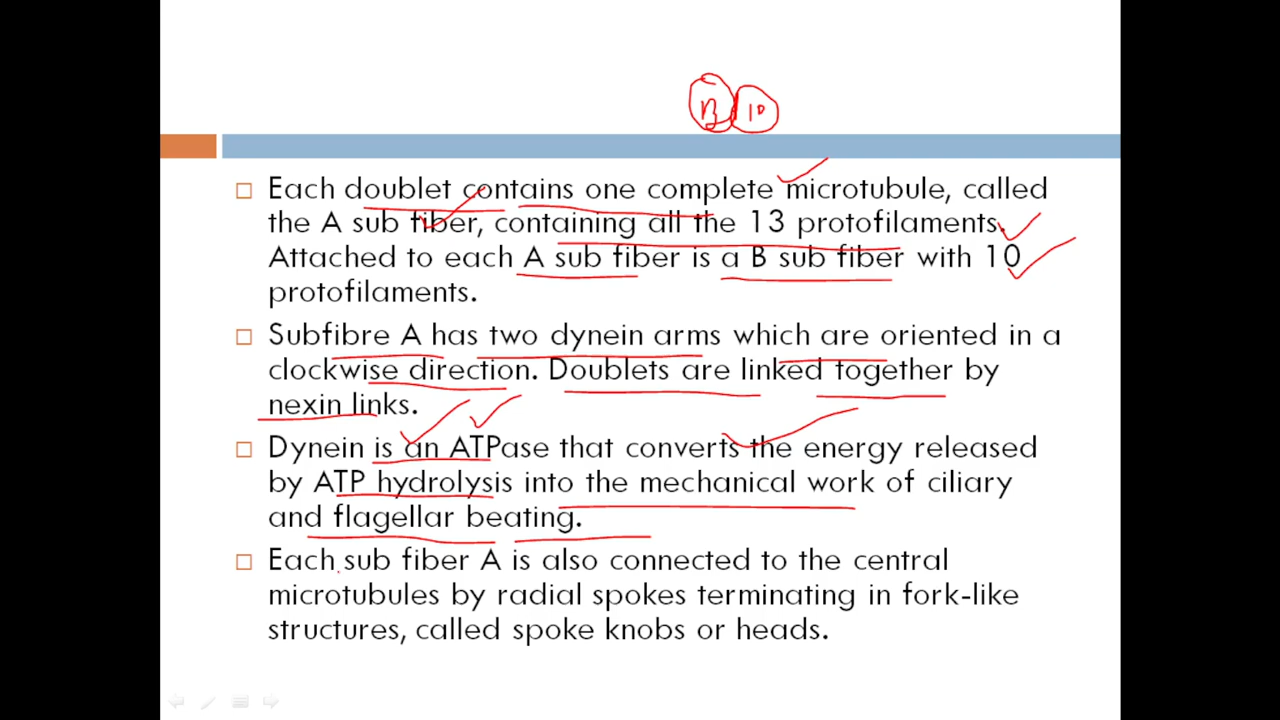 13 10
Each doublet contains one complete microtubule, called
the A sub fiber, containing all the 13 protofilaments.
Attached to each A sub fiber is a B sub fiber with 10
protofilaments.
Subfibre A has two dynein arms which are oriented in a
clockwise direction. Doublets are linked together by
nexin links.
Dynein is an ATPase that converts the energy released
by ATP hydrolysis into the mechanical work of ciliary
and flagellar beating.
Each sub fiber A is also connected to the central
microtubules by radial spokes terminating in fork-like
structures, called spoke knobs or heads.